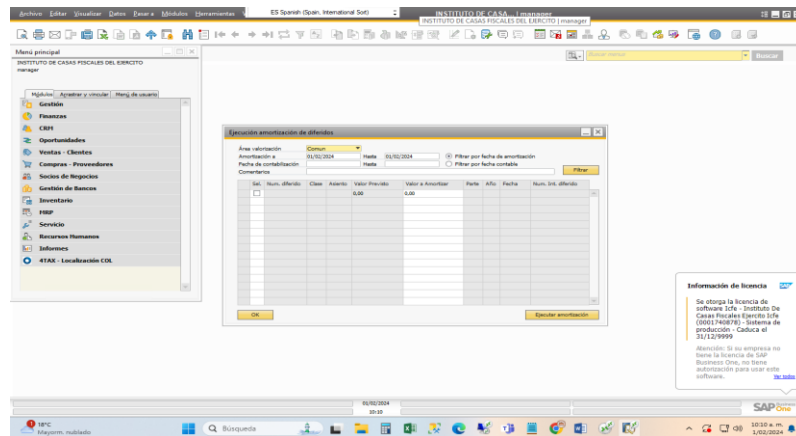 Archivo Editar Visualizar Datos Pasar a Módulos Herramientas
ES Spanish (Spain, International Sort)
INSTITUTO DE CASA... | manager
INSTITUTO DE CASAS FISCALES DEL EJERCITO | manager
Buscar menús
Buscar
Menú principal
INSTITUTO DE CASAS FISCALES DEL EJERCITO
manager
Módulos Arrastrar y vincular Menú de usuario
Gestión
Finanzas
CRM
Oportunidades
Ventas - Clientes
Compras - Proveedores
Socios de Negocios
Gestión de Bancos
Inventario
MRP
Servicio
Recursos Humanos
Informes
4TAX - Localización COL
Ejecución amortización de diferidos
Área valorización Comun
Amortización a 01/02/2024 Hasta 01/02/2024 Filtrar por fecha de amortización
Fecha de contabilización Hasta Filtrar por fecha contable
Comentarios Filtrar
Sel. Num. diferido Clase Asiento Valor Previsto Valor a Amortizar Parte Año Fecha Num. Int. diferido
0,00 0,00
OK Ejecutar amortización
Información de licencia SAP
Se otorga la licencia de
software Icfe - Instituto De
Casas Fiscales Ejercito Icfe
(0001740878) - Sistema de
producción - Caduca el
31/12/9999
Atención: Si su empresa no
tiene la licencia de SAP
Business One, no tiene
autorización para usar este
software.
Ver todos
01/02/2024
10:10
SAP Business One
18°C
Mayorm. nublado
Búsqueda
10:10 a. m.
1/02/2024